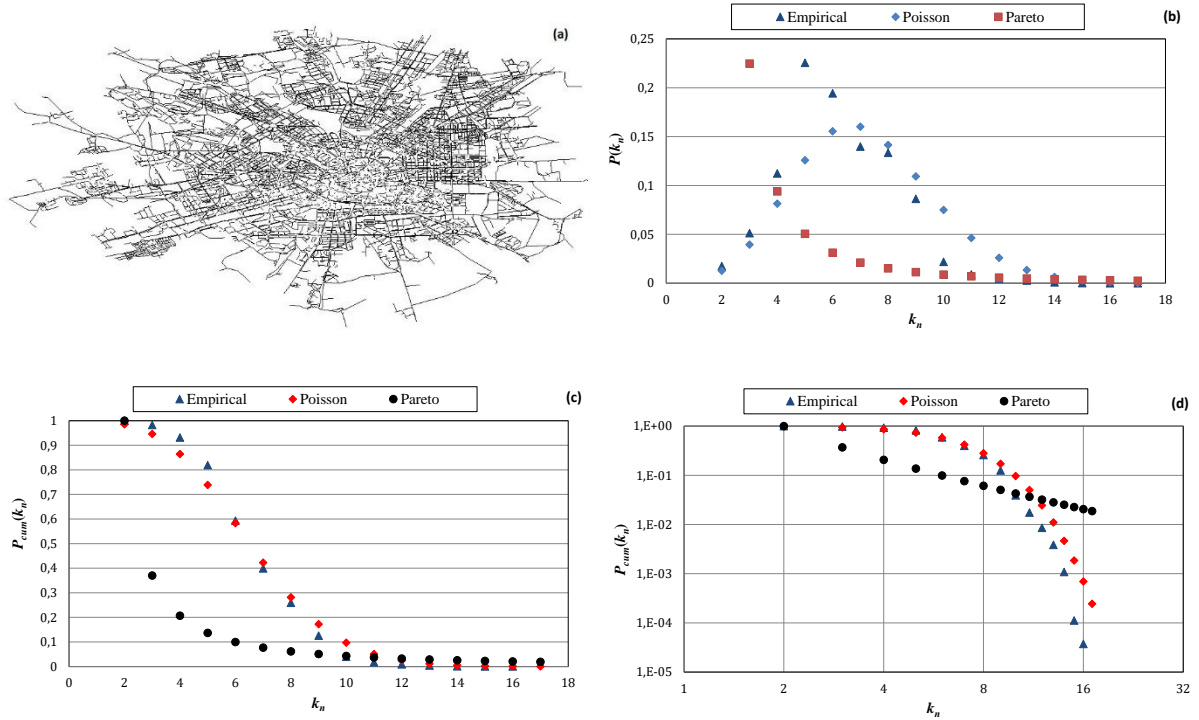 (a)
Empirical Poisson Pareto
(b)
0,25
0,2
0,15
0,1
0,05
0
P(kn)
0 2 4 6 8 10 12 14 16 18
kn
Empirical Poisson Pareto
(c)
1
0,9
0,8
0,7
0,6
0,5
0,4
0,3
0,2
0,1
0
Pcum(kn)
0 2 4 6 8 10 12 14 16 18
kn
Empirical Poisson Pareto
(d)
1,E+00
1,E-01
1,E-02
1,E-03
1,E-04
1,E-05
Pcum(kn)
1 2 4 8 16 32
kn